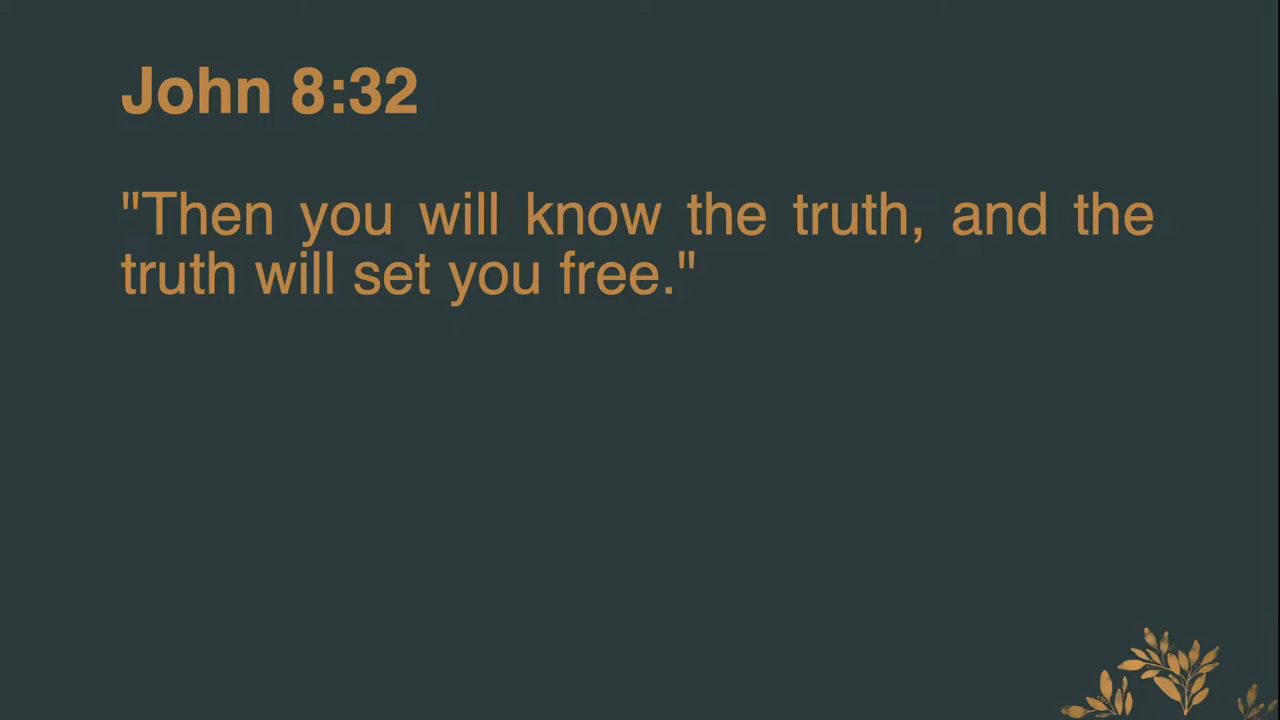 John 8:32
"Then you will know the truth, and the
truth will set you free."